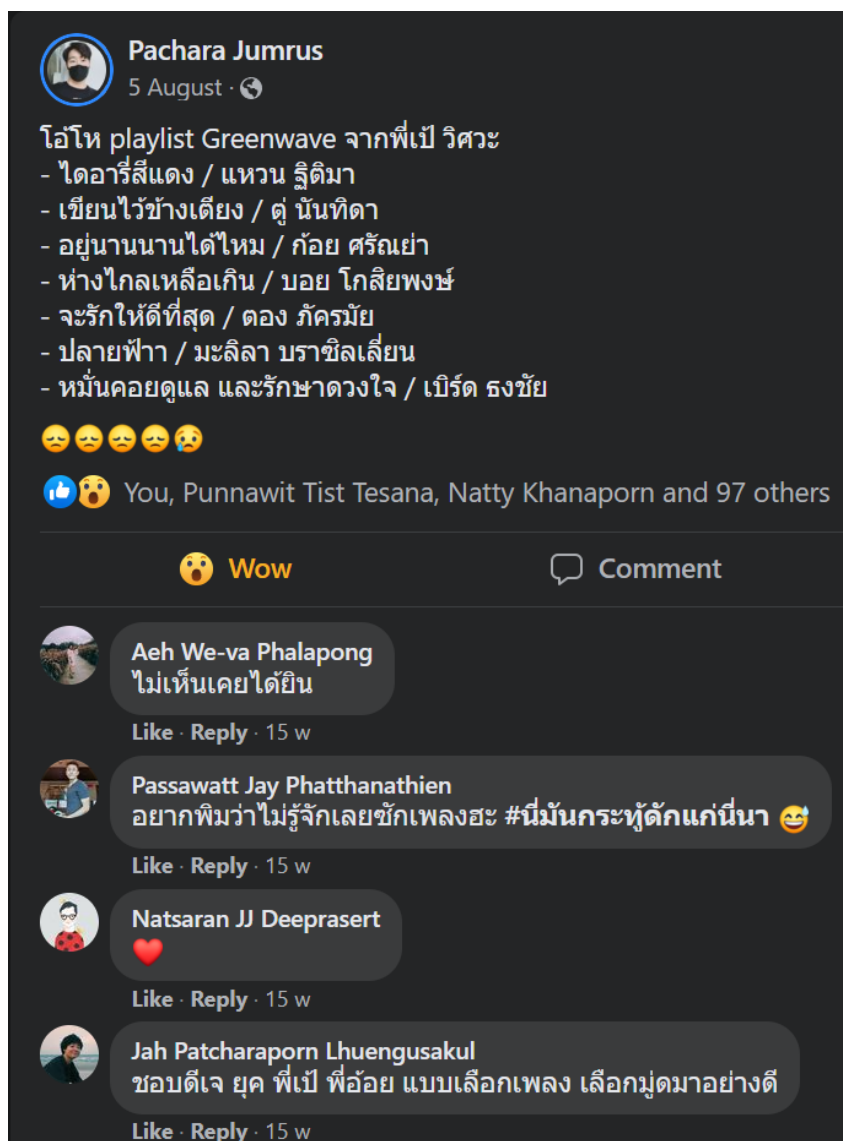 Pachara Jumrus
5 August ·
โอ้โห playlist Greenwave จากพี่เป้ วิศวะ
- ไดอารี่สีแดง / แหวน ฐิติมา
- เขียนไว้ข้างเตียง / ตู่ นันทิดา
- อยู่นานนานได้ไหม / ก้อย ศรัณย่า
- ห่างไกลเหลือเกิน / บอย โกสิยพงษ์
- จะรักให้ดีที่สุด / ตอง ภัครมัย
- ปลายฟ้าา / มะลิลา บราซิลเลี่ยน
- หมั่นคอยดูแล และรักษาดวงใจ / เบิร์ด ธงชัย
😞😞😞😞😢
You, Punnawit Tist Tesana, Natty Khanaporn and 97 others
Wow Comment
Aeh We-va Phalapong
ไม่เห็นเคยได้ยิน
Like · Reply · 15 w
Passawatt Jay Phatthanathien
อยากพิมว่าไม่รู้จักเลยซักเพลงฮะ #นี่มันกระทู้ดักแก่นี่นา 😅
Like · Reply · 15 w
Natsaran JJ Deeprasert
❤️
Like · Reply · 15 w
Jah Patcharaporn Lhuengusakul
ชอบดีเจ ยุค พี่เป้ พี่อ้อย แบบเลือกเพลง เลือกมู่ดมาอย่างดี
Like · Reply · 15 w